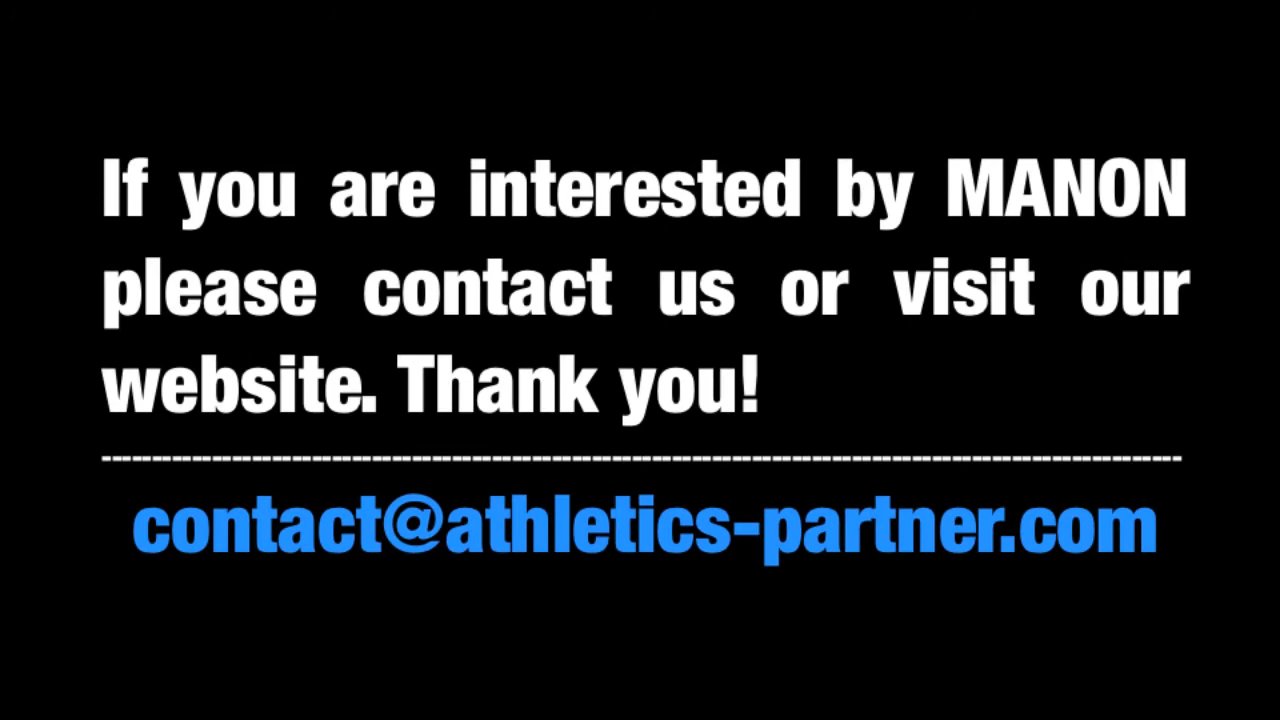 If you are interested by MANON
please contact us or visit our
website. Thank you!
------------------------------------------------------------------------------------------------------------
contact@athletics-partner.com